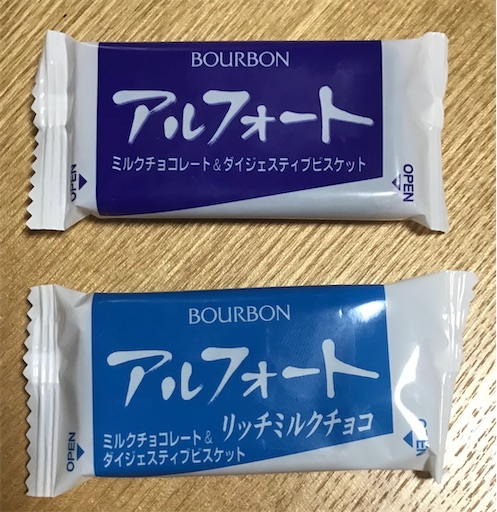 BOURBON
アルフォート
ミルクチョコレート&ダイジェスティブビスケット
OPEN
OPEN
BOURBON
アルフォート
リッチミルクチョコ
ミルクチョコレート&
ダイジェスティブビスケット
OPEN
OPEN